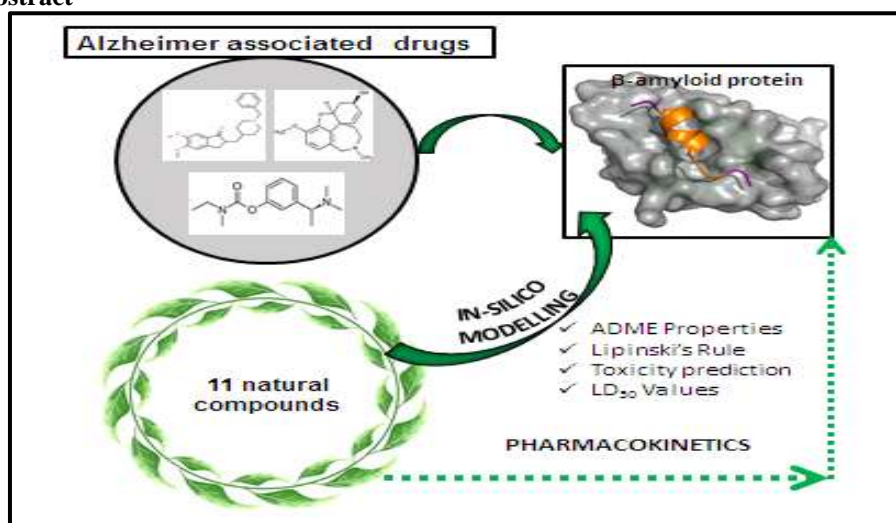 Abstract
Alzheimer associated drugs
β-amyloid protein
IN-SILICO
MODELLING
✓ ADME Properties
✓ Lipinski's Rule
✓ Toxicity prediction
✓ LD₅₀ Values
11 natural
compounds
PHARMACOKINETICS